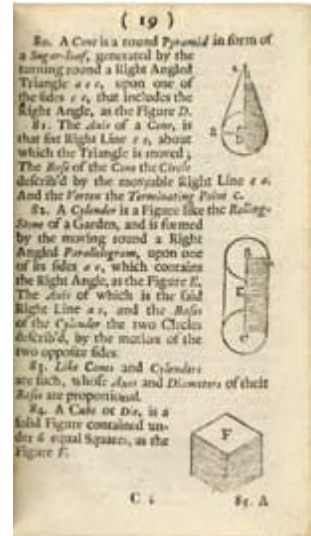 ( 19 )
80. A Cone is a round Pyramid in form of
a Sugar-loaf, generated by the
turning round a Right Angled
Triangle a c e, upon one of
the sides c e, that includes the
Right Angle, as the Figure D.
81. The Axis of a Cone, is
that fixt Right Line c e, about
which the Triangle is moved;
The Base of the Cone the Circle
describ'd by the moveable Right Line e a.
And the Vertex the Terminating Point C.
82. A Cylender is a Figure like the Rolling-
Stone of a Garden, and is formed
by the moving round a Right
Angled Parallelogram, upon one
of its sides a e, which contains
the Right Angle, as the Figure E.
The Axis of which is the said
Right Line a e, and the Bases
of the Cylinder the two Circles
describ'd, by the motion of the
two opposite sides.
83. Like Cones and Cylenders
are such, whose Axes and Diameters of their
Bases are proportional.
84. A Cube or Die, is a
solid Figure contained un-
der 6 equal Squares, as the
Figure F.
F
C
85. A